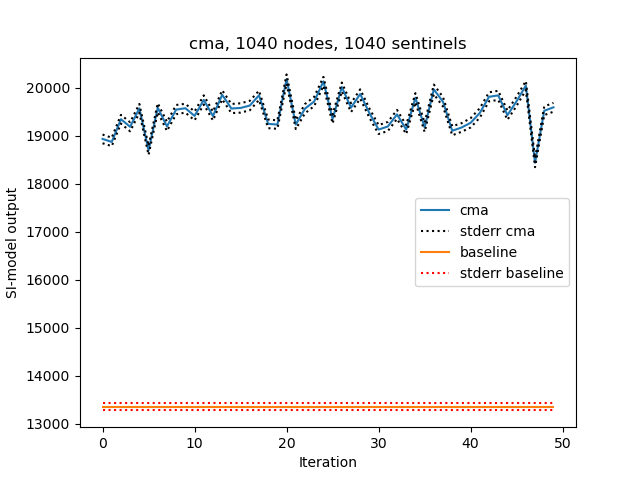 cma, 1040 nodes, 1040 sentinels
SI-model output
20000
19000
18000
17000
16000
15000
14000
13000
cma
stderr cma
baseline
stderr baseline
0 10 20 30 40 50
Iteration